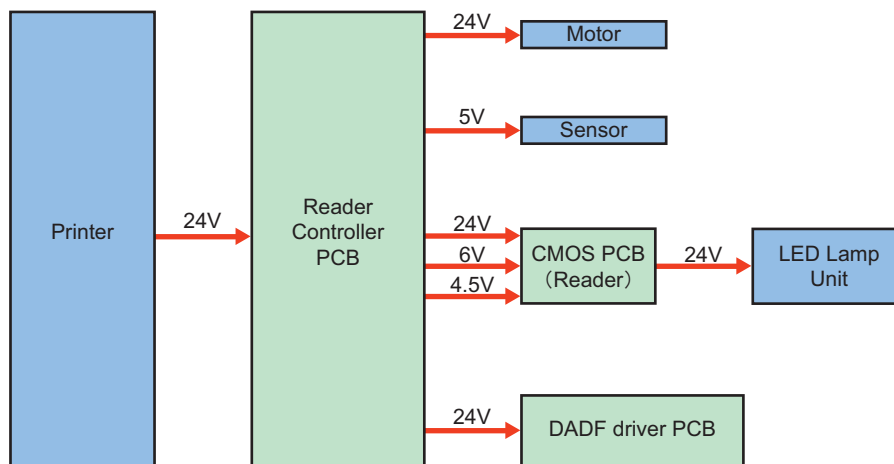 24V
Motor
5V
Sensor
Printer
24V
Reader
Controller
PCB
24V
6V
4.5V
CMOS PCB
（Reader）
24V
LED Lamp
Unit
24V
DADF driver PCB